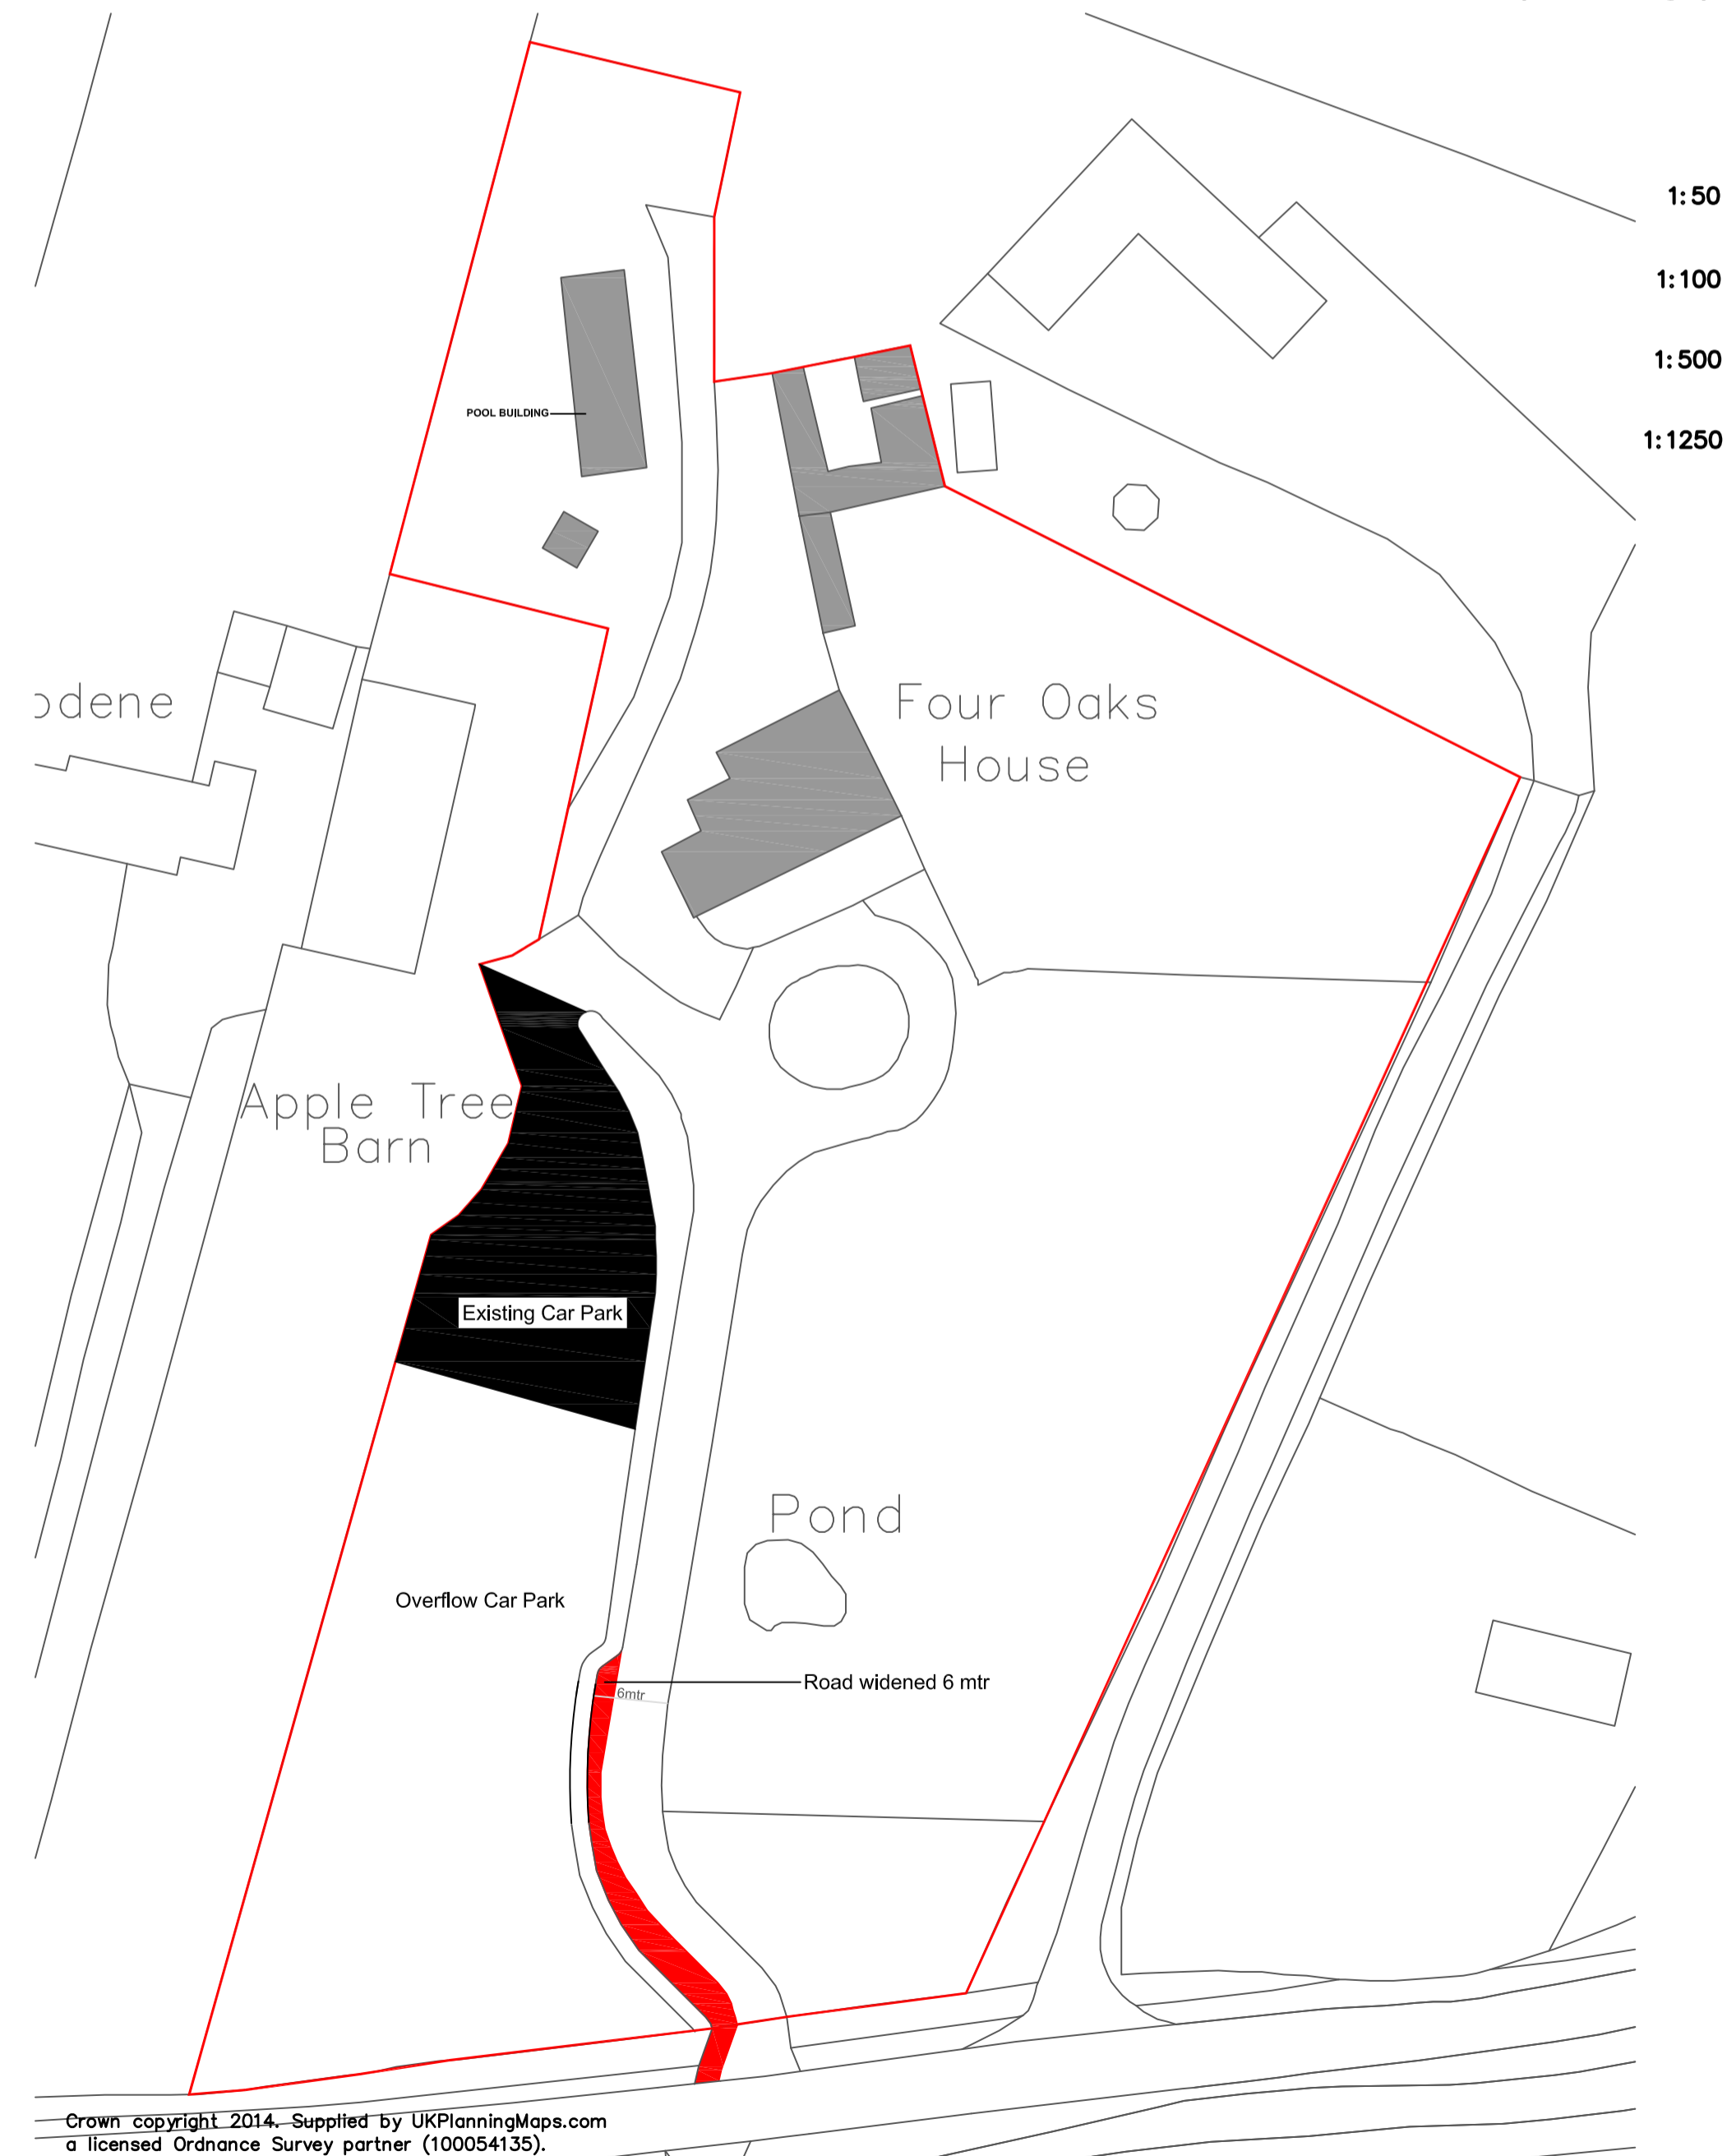 1:50
1:100
1:500
1:1250
POOL BUILDING
Four Oaks
House
odene
Apple Tree
Barn
Existing Car Park
Pond
Overflow Car Park
Road widened 6 mtr
6mtr
Crown copyright 2014. Supplied by UKPlanningMaps.com
a licensed Ordnance Survey partner (100054135).